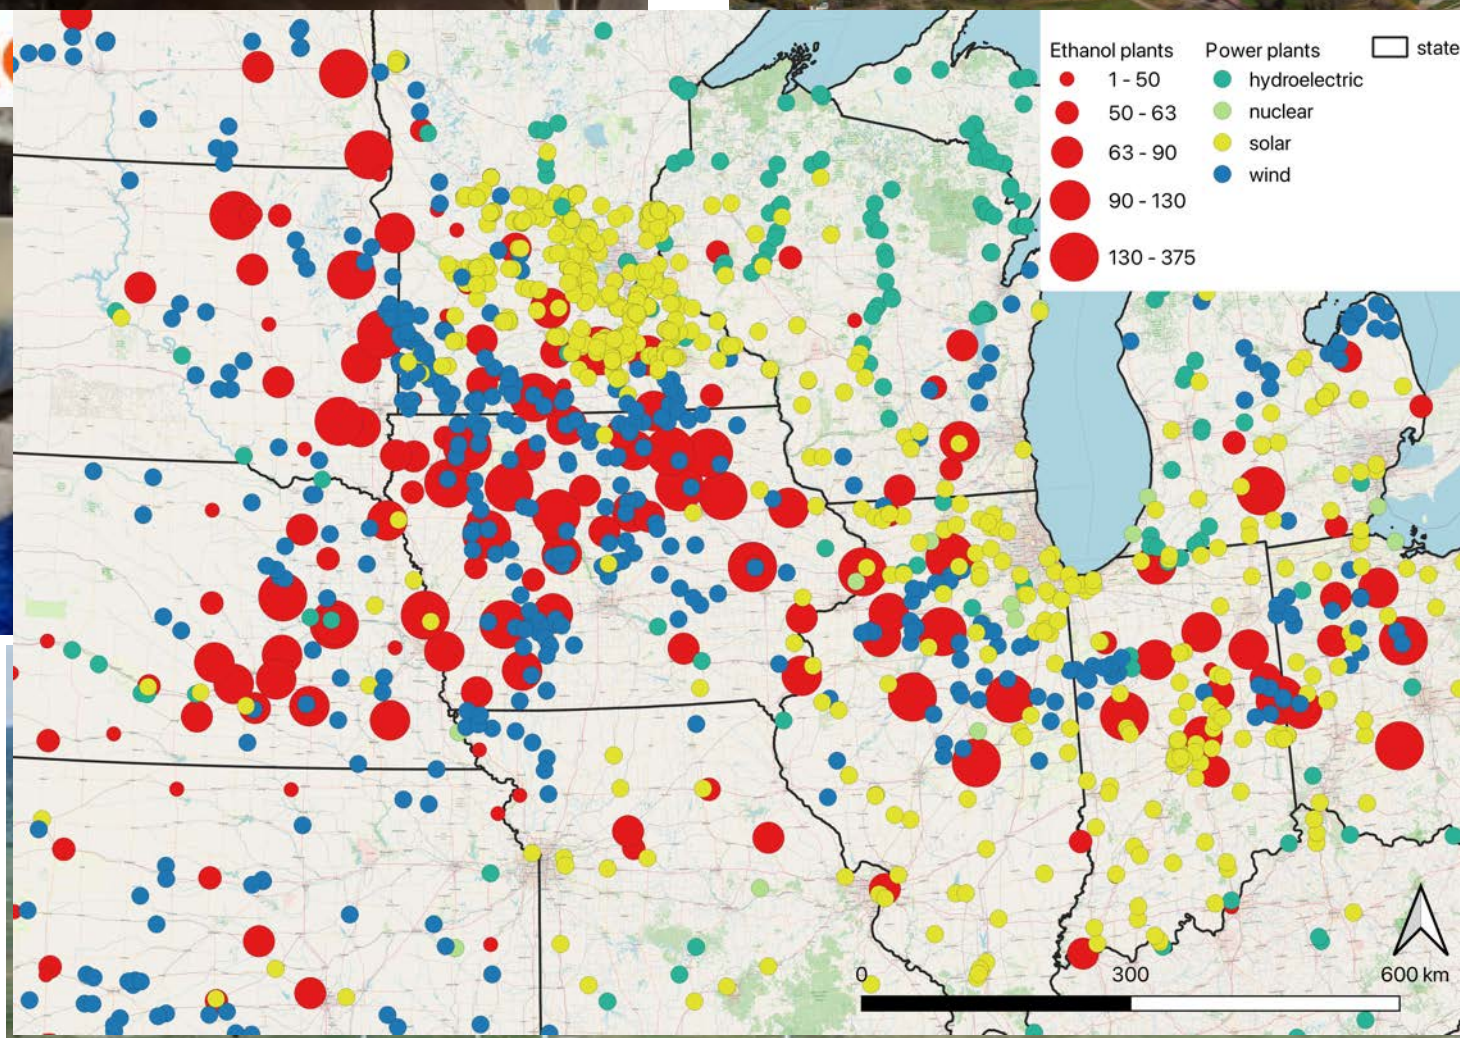 Ethanol plants
1 - 50
50 - 63
63 - 90
90 - 130
130 - 375
Power plants
hydroelectric
nuclear
solar
wind
state
0 300 600 km